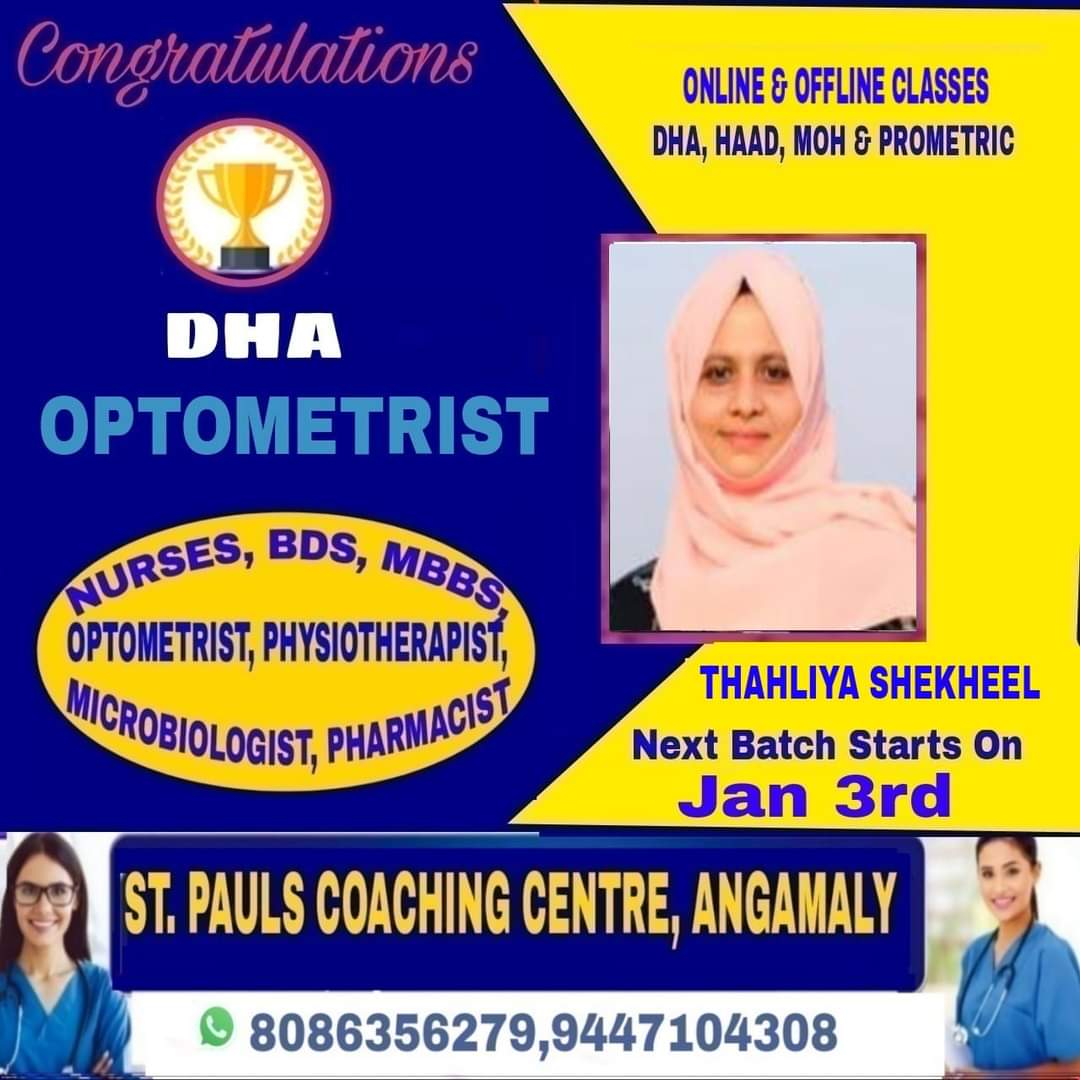 Congratulations
ONLINE & OFFLINE CLASSES
DHA, HAAD, MOH & PROMETRIC
DHA
OPTOMETRIST
NURSES, BDS, MBBS,
OPTOMETRIST, PHYSIOTHERAPIST,
MICROBIOLOGIST, PHARMACIST
THAHLIYA SHEKHEEL
Next Batch Starts On
Jan 3rd
ST. PAULS COACHING CENTRE, ANGAMALY
8086356279,9447104308